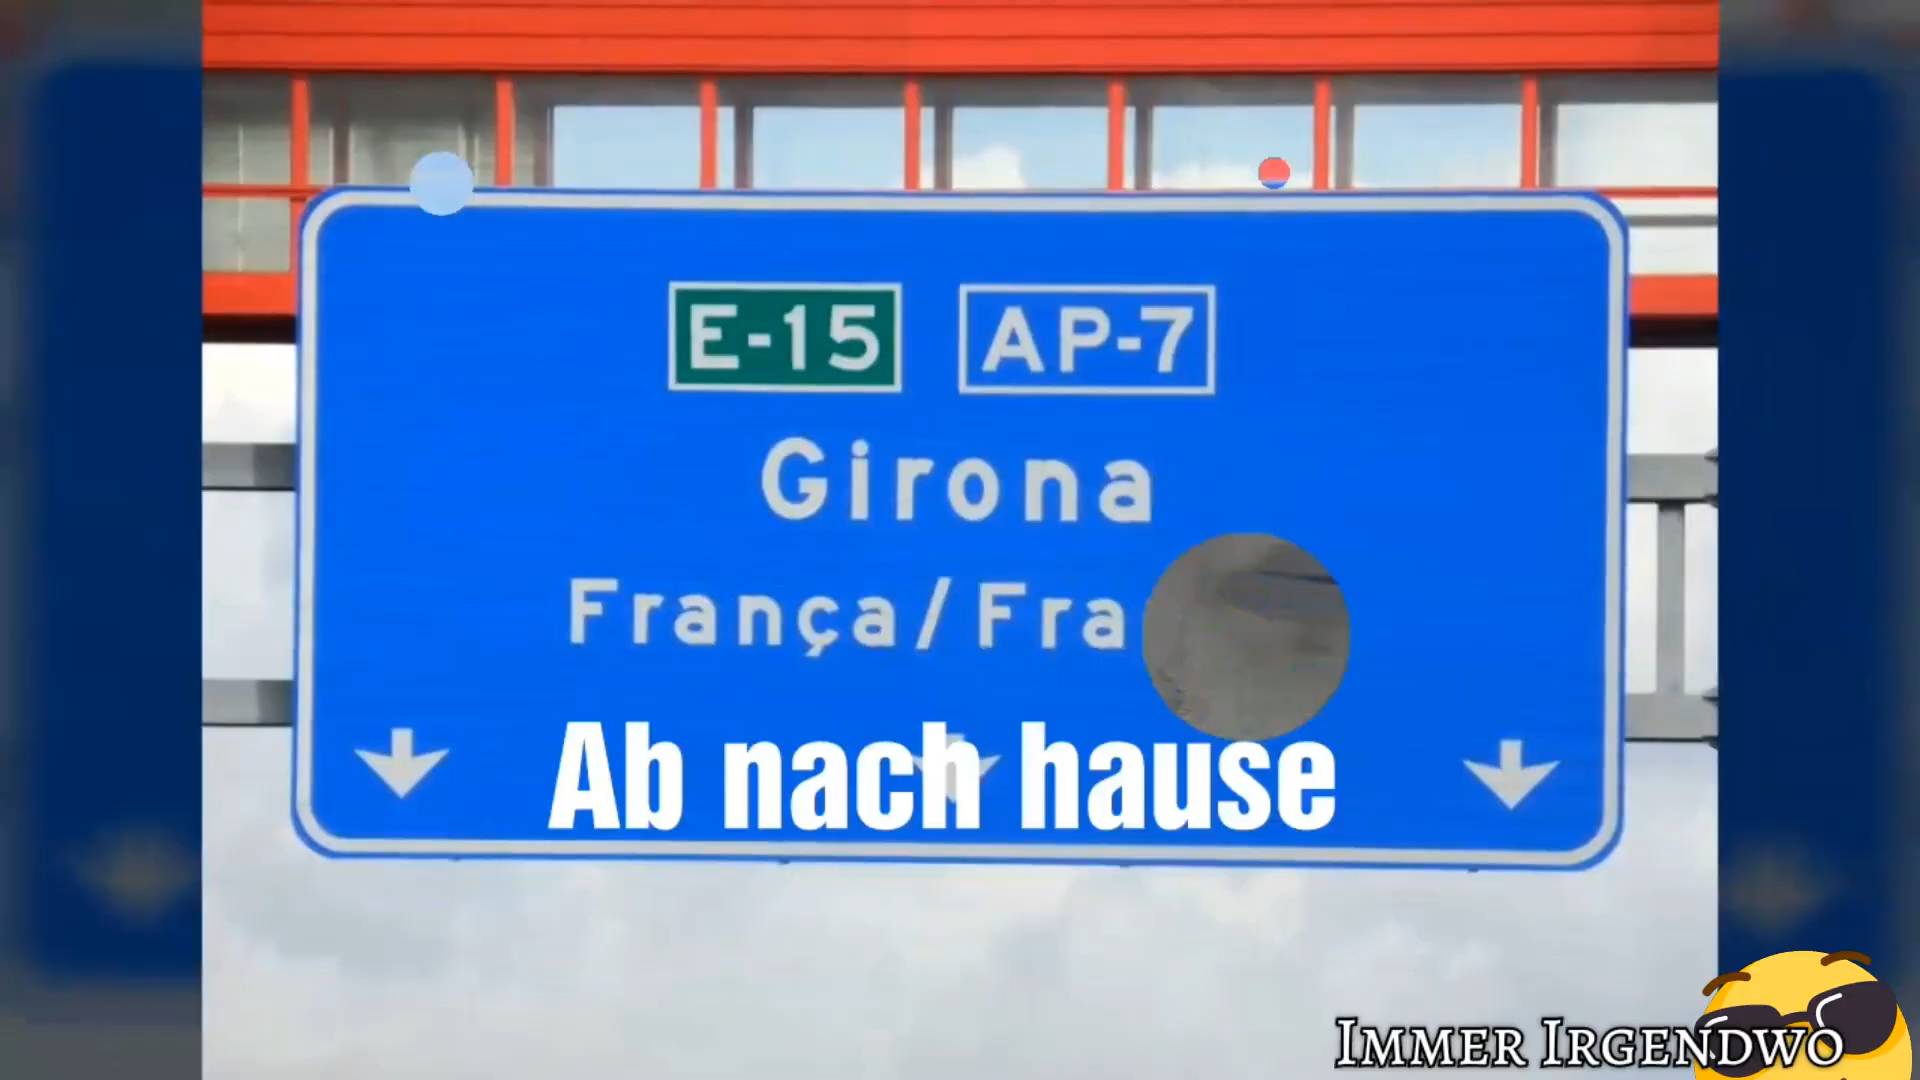 E-15 AP-7
Girona
França/Fra
Ab nach hause
IMMER IRGENDWO